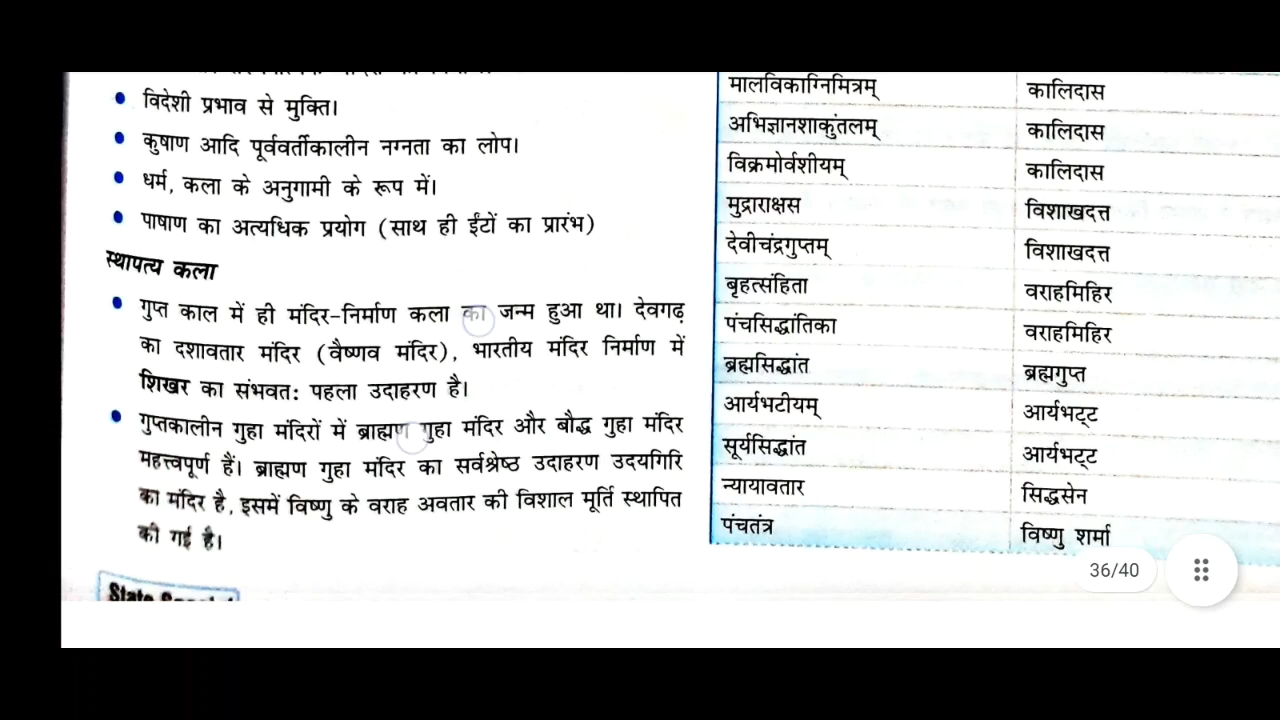 विदेशी प्रभाव से मुक्ति।
कुषाण आदि पूर्ववर्तीकालीन नग्नता का लोप।
धर्म, कला के अनुगामी के रूप में।
पाषाण का अत्यधिक प्रयोग (साथ ही ईंटों का प्रारंभ)
स्थापत्य कला
गुप्त काल में ही मंदिर-निर्माण कला का जन्म हुआ था। देवगढ़
का दशावतार मंदिर (वैष्णव मंदिर), भारतीय मंदिर निर्माण में
शिखर का संभवत: पहला उदाहरण है।
गुप्तकालीन गुहा मंदिरों में ब्राह्मण गुहा मंदिर और बौद्ध गुहा मंदिर
महत्त्वपूर्ण हैं। ब्राह्मण गुहा मंदिर का सर्वश्रेष्ठ उदाहरण उदयगिरि
का मंदिर है, इसमें विष्णु के वराह अवतार की विशाल मूर्ति स्थापित
की गई है।
मालविकाग्निमित्रम् कालिदास
अभिज्ञानशाकुंतलम् कालिदास
विक्रमोर्वशीयम् कालिदास
मुद्राराक्षस विशाखदत्त
देवीचंद्रगुप्तम् विशाखदत्त
बृहत्संहिता वराहमिहिर
पंचसिद्धांतिका वराहमिहिर
ब्रह्मसिद्धांत ब्रह्मगुप्त
आर्यभटीयम् आर्यभट्ट
सूर्यसिद्धांत आर्यभट्ट
न्यायावतार सिद्धसेन
पंचतंत्र विष्णु शर्मा
36/40